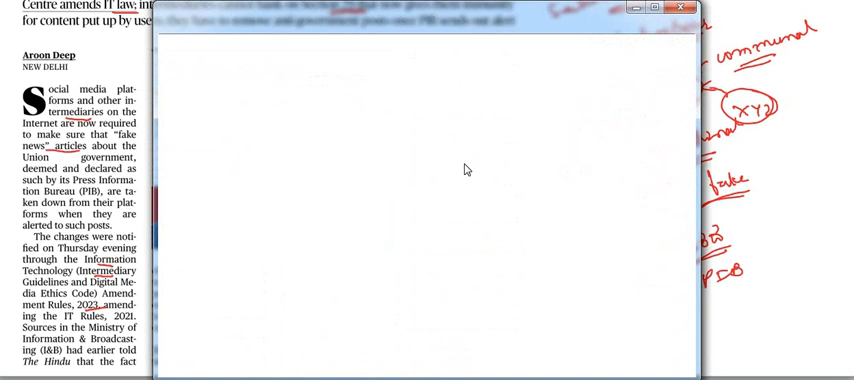 Centre amends IT law; int
for content put up by use
Aroon Deep
NEW DELHI
Social media plat-
forms and other in-
termediaries on the
Internet are now required
to make sure that “fake
news” articles about the
Union government,
deemed and declared as
such by its Press Informa-
tion Bureau (PIB), are ta-
ken down from their plat-
forms when they are
alerted to such posts.
The changes were noti-
fied on Thursday evening
through the Information
Technology (Intermediary
Guidelines and Digital Me-
dia Ethics Code) Amend-
ment Rules, 2023, amend-
ing the IT Rules, 2021.
Sources in the Ministry of
Information & Broadcast-
ing (I&B) had earlier told
The Hindu that the fact
communal
XYZ
fake
PIB